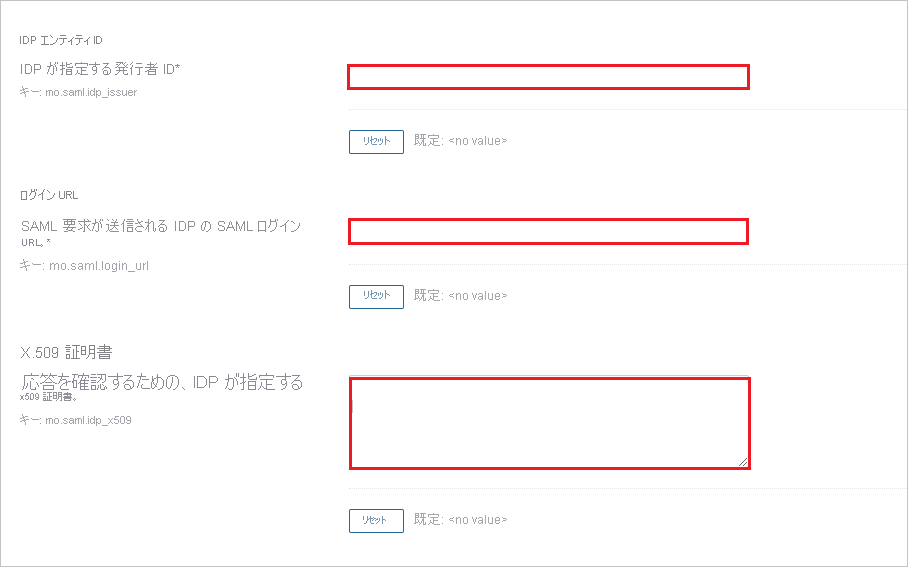 IDP エンティティ ID
IDP が指定する発行者 ID*
キー: mo.saml.idp_issuer
リセット 既定: <no value>
ログイン URL
SAML 要求が送信される IDP の SAML ログイン
URL。*
キー: mo.saml.login_url
リセット 既定: <no value>
X.509 証明書
応答を確認するための、IDP が指定する
x509 証明書。
キー: mo.saml.idp_x509
リセット 既定: <no value>